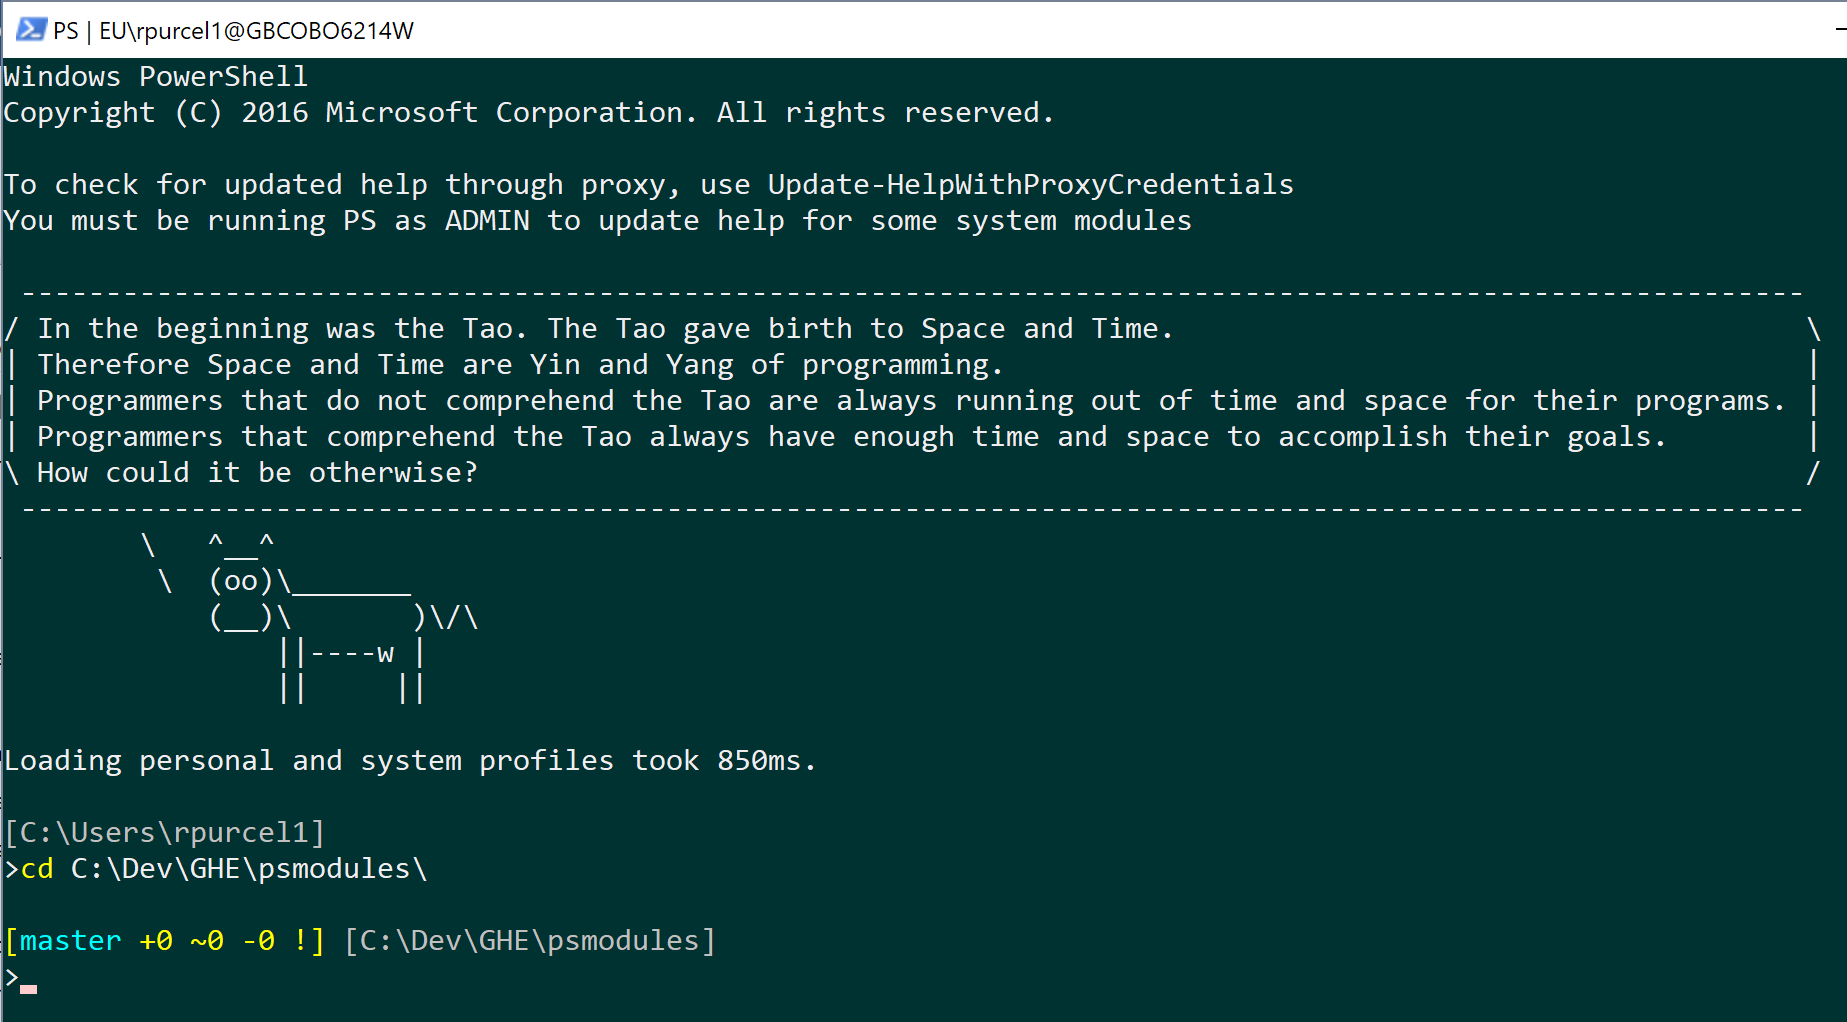 PS | EU\rpurcel1@GBCOBO6214W
Windows PowerShell
Copyright (C) 2016 Microsoft Corporation. All rights reserved.
To check for updated help through proxy, use Update-HelpWithProxyCredentials
You must be running PS as ADMIN to update help for some system modules
 ---------------------------------------------------------------------------------------------------------
/ In the beginning was the Tao. The Tao gave birth to Space and Time.                                      \
| Therefore Space and Time are Yin and Yang of programming.                                                |
| Programmers that do not comprehend the Tao are always running out of time and space for their programs. |
| Programmers that comprehend the Tao always have enough time and space to accomplish their goals.        |
\ How could it be otherwise?                                                                               /
 ---------------------------------------------------------------------------------------------------------
        \   ^__^
         \  (oo)\_______
            (__)\       )\/\
                ||----w |
                ||     ||
Loading personal and system profiles took 850ms.
[C:\Users\rpurcel1]
>cd C:\Dev\GHE\psmodules\
[master +0 ~0 -0 !] [C:\Dev\GHE\psmodules]
>